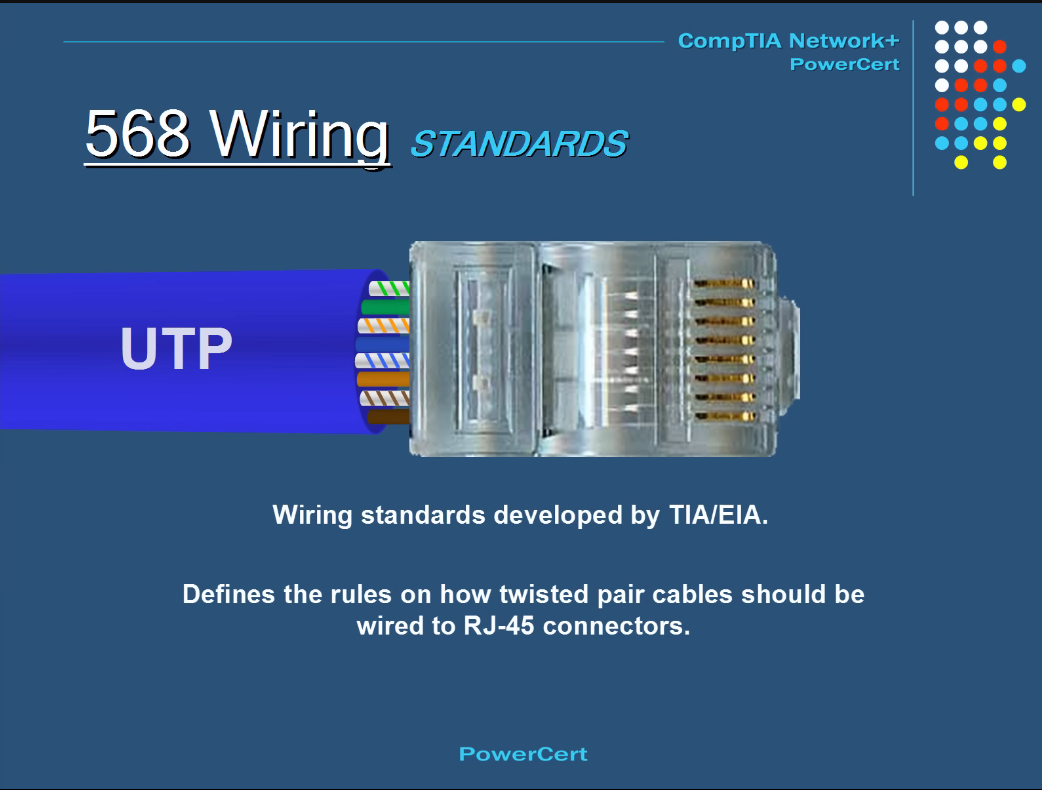 CompTIA Network+
PowerCert
568 Wiring STANDARDS
UTP
Wiring standards developed by TIA/EIA.
Defines the rules on how twisted pair cables should be
wired to RJ-45 connectors.
PowerCert